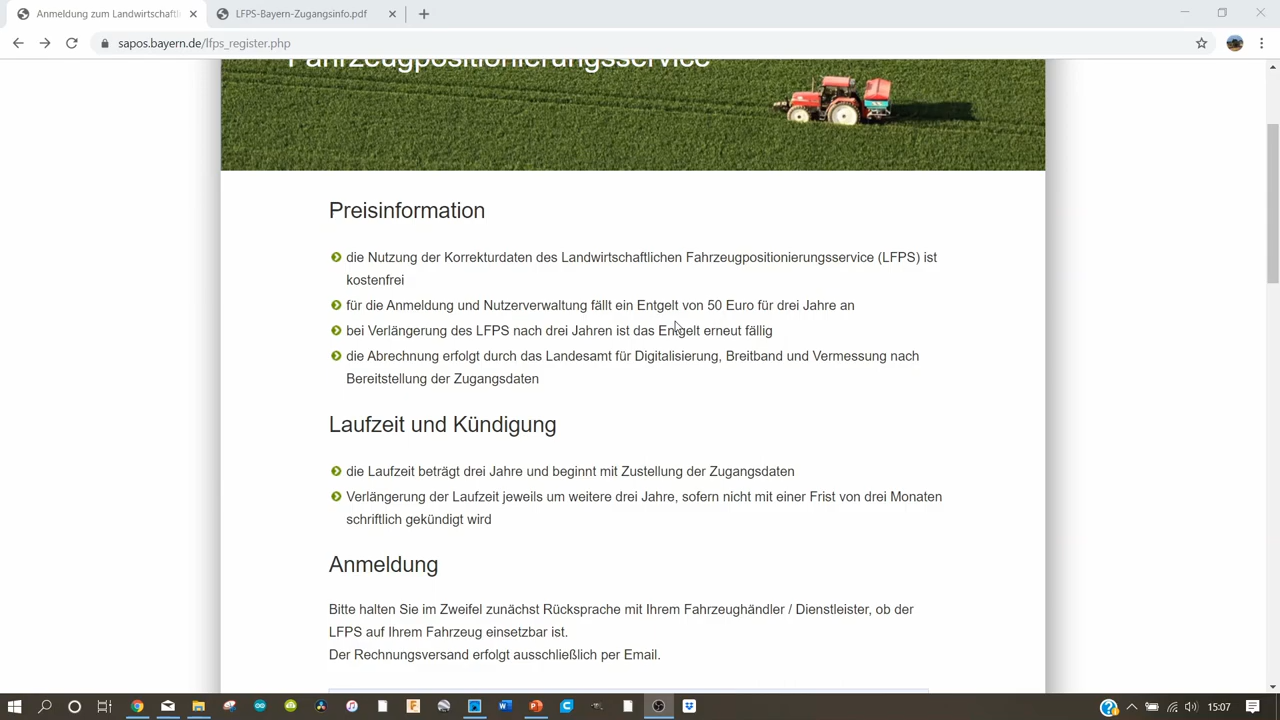 Anmeldung zum Landwirtschaftl
LFPS-Bayern-Zugangsinfo.pdf
sapos.bayern.de/lfps_register.php
Fahrzeugpositionierungsservice
Preisinformation
die Nutzung der Korrekturdaten des Landwirtschaftlichen Fahrzeugpositionierungsservice (LFPS) ist
kostenfrei
für die Anmeldung und Nutzerverwaltung fällt ein Entgelt von 50 Euro für drei Jahre an
bei Verlängerung des LFPS nach drei Jahren ist das Entgelt erneut fällig
die Abrechnung erfolgt durch das Landesamt für Digitalisierung, Breitband und Vermessung nach
Bereitstellung der Zugangsdaten
Laufzeit und Kündigung
die Laufzeit beträgt drei Jahre und beginnt mit Zustellung der Zugangsdaten
Verlängerung der Laufzeit jeweils um weitere drei Jahre, sofern nicht mit einer Frist von drei Monaten
schriftlich gekündigt wird
Anmeldung
Bitte halten Sie im Zweifel zunächst Rücksprache mit Ihrem Fahrzeughändler / Dienstleister, ob der
LFPS auf Ihrem Fahrzeug einsetzbar ist.
Der Rechnungsversand erfolgt ausschließlich per Email.
15:07